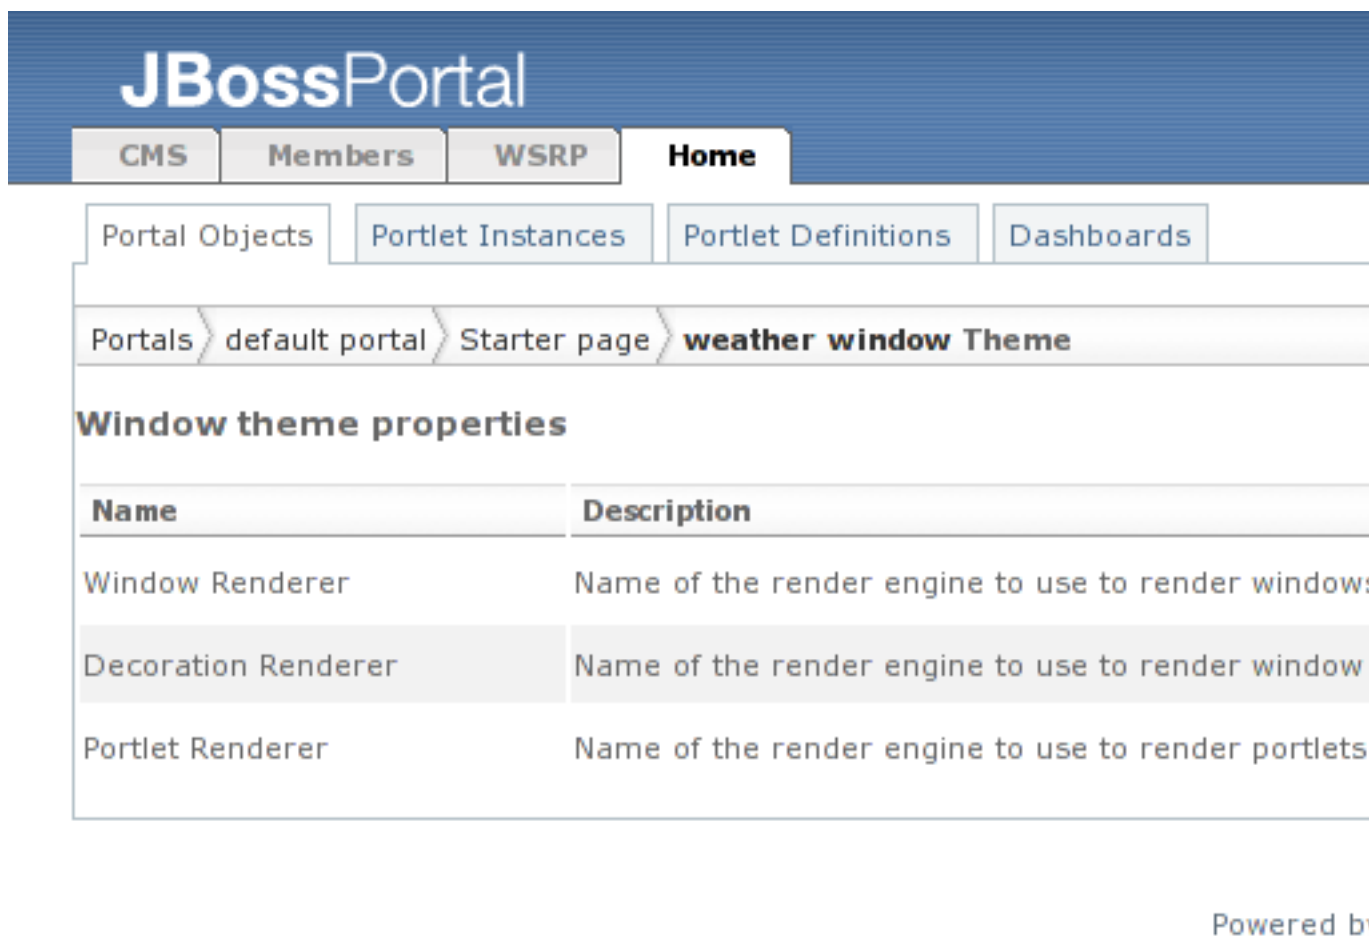 JBossPortal
CMS Members WSRP Home
Portal Objects Portlet Instances Portlet Definitions Dashboards
Portals default portal Starter page weather window Theme
Window theme properties
Name Description
Window Renderer Name of the render engine to use to render windows
Decoration Renderer Name of the render engine to use to render window
Portlet Renderer Name of the render engine to use to render portlets
Powered by